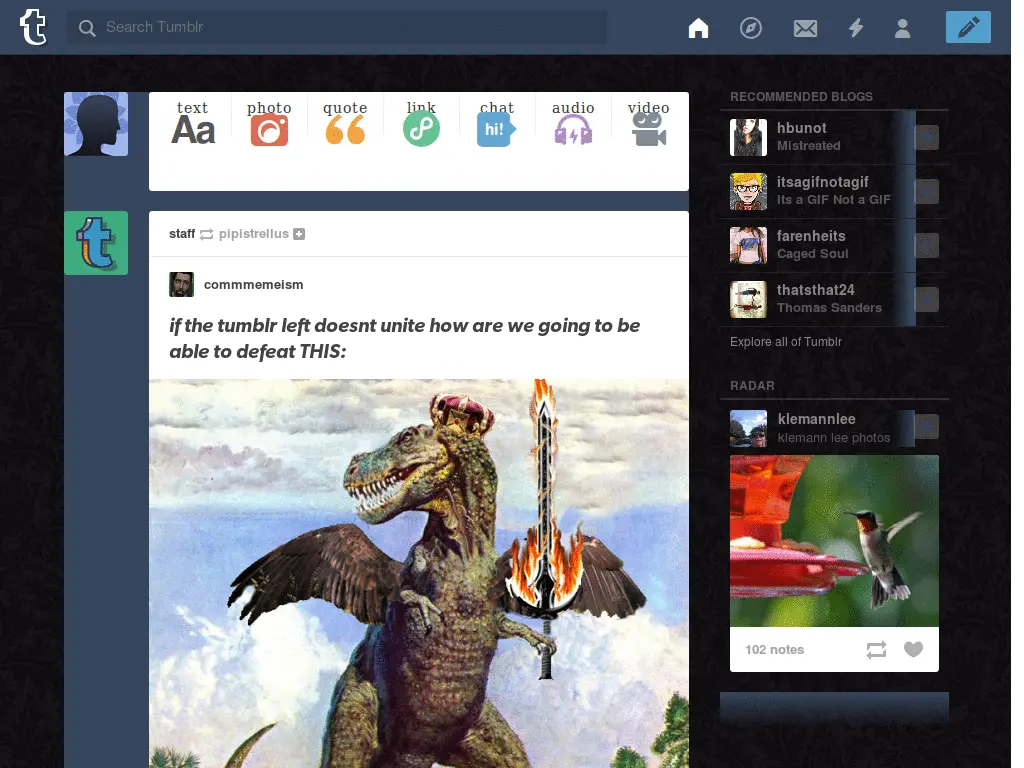 Search Tumblr
text photo quote link chat audio video
Aa hi!
staff pipistrellus
commmemeism
if the tumblr left doesnt unite how are we going to be
able to defeat THIS:
RECOMMENDED BLOGS
hbunot
Mistreated
itsagifnotagif
Its a GIF Not a GIF
farenheits
Caged Soul
thatsthat24
Thomas Sanders
Explore all of Tumblr
RADAR
klemannlee
klemann lee photos
102 notes